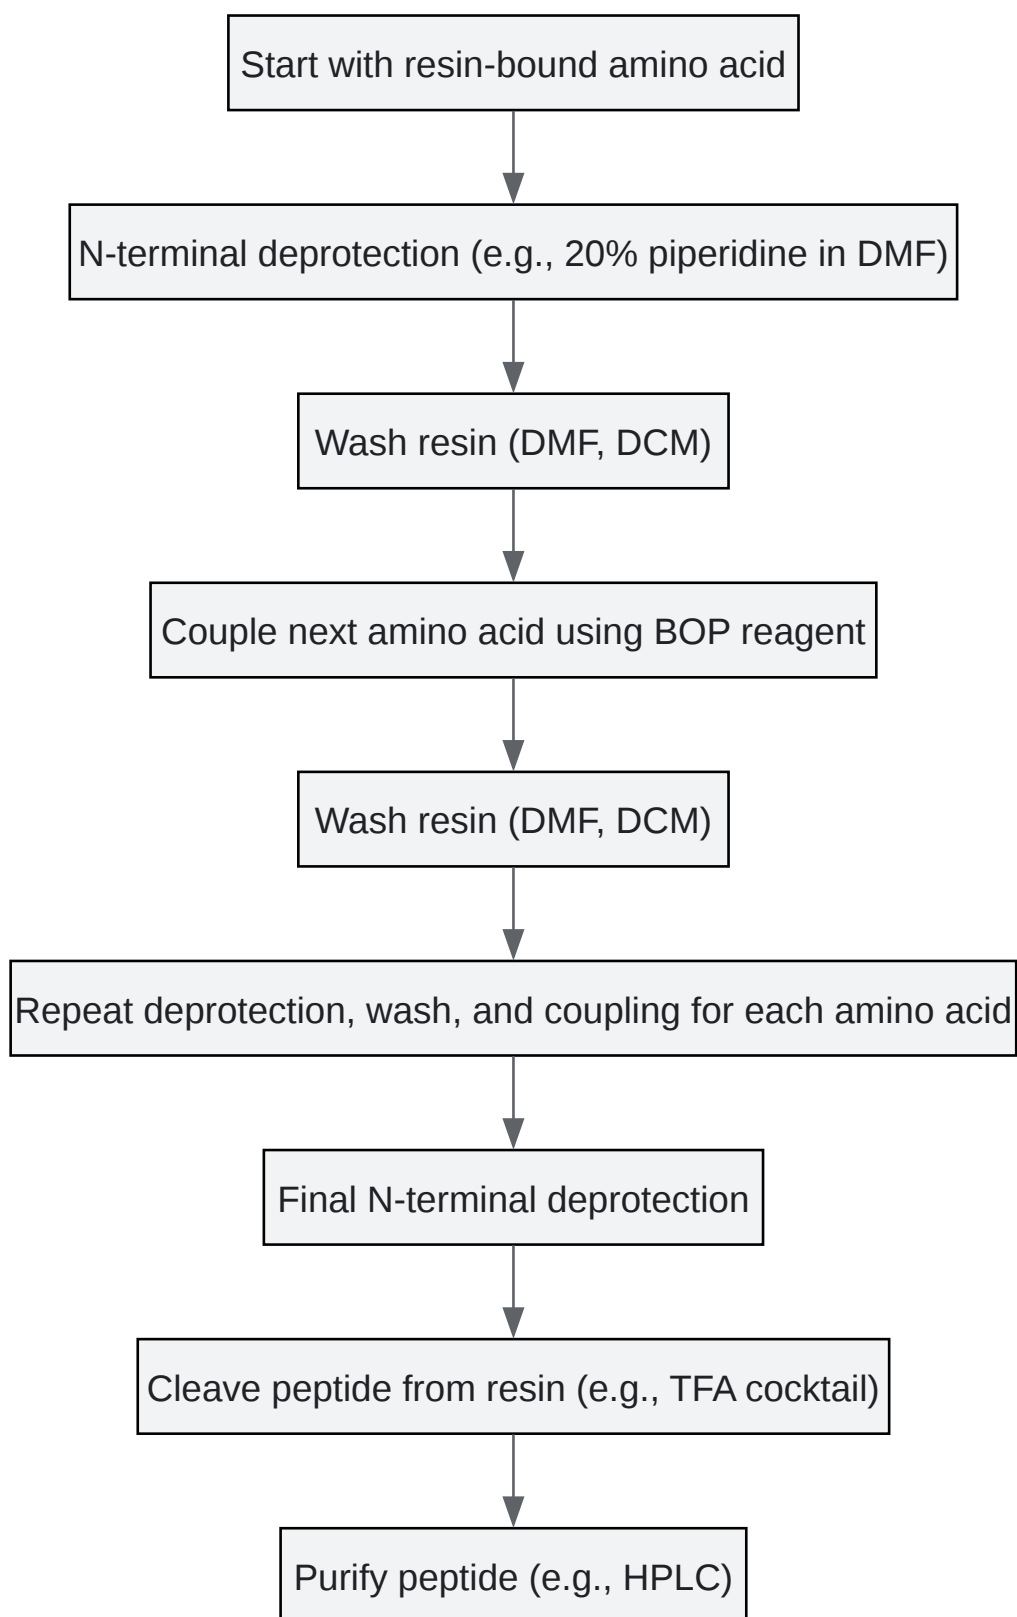 Start with resin-bound amino acid
N-terminal deprotection (e.g., 20% piperidine in DMF)
Wash resin (DMF, DCM)
Couple next amino acid using BOP reagent
Wash resin (DMF, DCM)
Repeat deprotection, wash, and coupling for each amino acid
Final N-terminal deprotection
Cleave peptide from resin (e.g., TFA cocktail)
Purify peptide (e.g., HPLC)